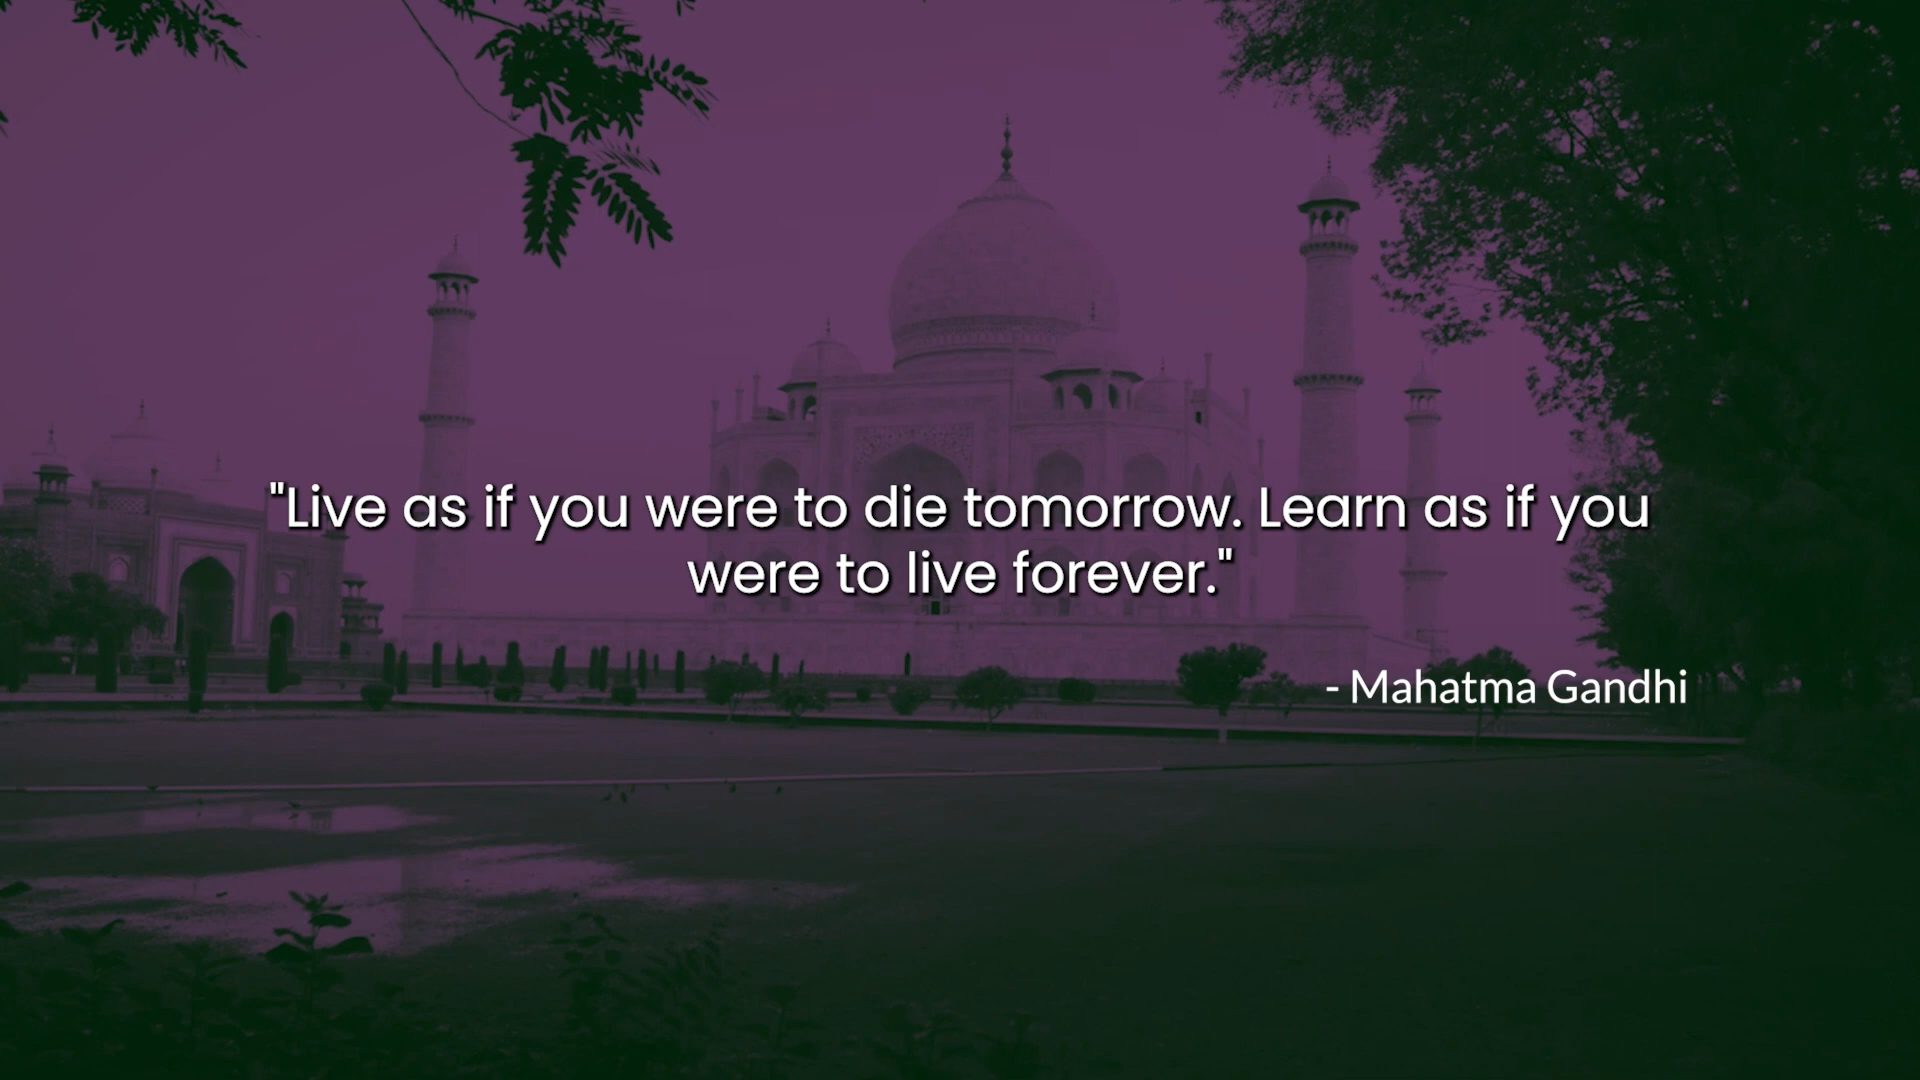 "Live as if you were to die tomorrow. Learn as if you
were to live forever."
- Mahatma Gandhi